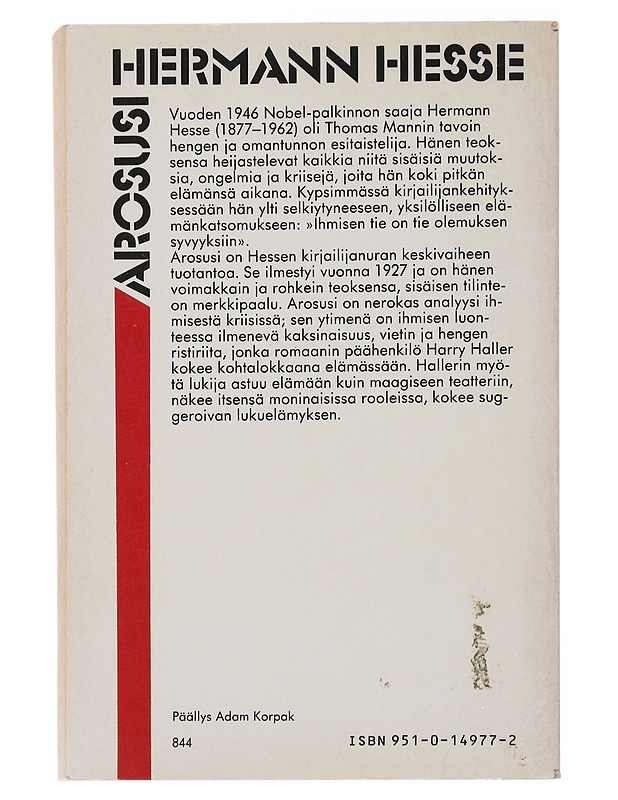 HERMANN HESSE
AROSUSI
Vuoden 1946 Nobel-palkinnon saaja Hermann
Hesse (1877–1962) oli Thomas Mannin tavoin
hengen ja omantunnon esitaistelija. Hänen teok-
sensa heijastelevat kaikkia niitä sisäisiä muutok-
sia, ongelmia ja kriisejä, joita hän koki pitkän
elämänsä aikana. Kypsimmässä kirjailijankehityk-
sessään hän ylti selkiytyneeseen, yksilölliseen elä-
mänkatsomukseen: »Ihmisen tie on tie olemuksen
syvyyksiin».
Arosusi on Hessen kirjailijanuran keskivaiheen
tuotantoa. Se ilmestyi vuonna 1927 ja on hänen
voimakkain ja rohkein teoksensa, sisäisen tilinte-
on merkkipaalu. Arosusi on nerokas analyysi ih-
misestä kriisissä; sen ytimenä on ihmisen luon-
teessa ilmenevä kaksinaisuus, vietin ja hengen
ristiriita, jonka romaanin päähenkilö Harry Haller
kokee kohtalokkaana elämässään. Hallerin myö-
tä lukija astuu elämään kuin maagiseen teatteriin,
näkee itsensä moninaisissa rooleissa, kokee sug-
geroivan lukuelämyksen.
Päällys Adam Korpak
844
ISBN 951-0-14977-2